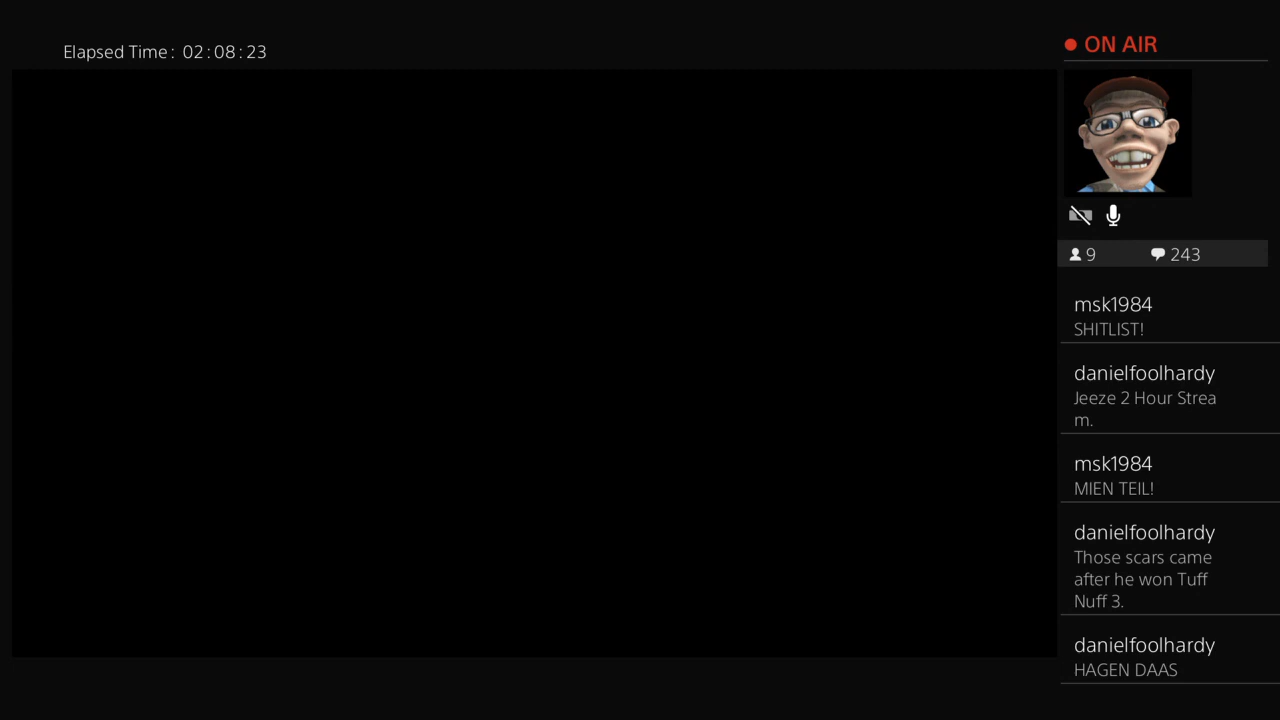 Elapsed Time: 02:08:23
ON AIR
9 243
msk1984
SHITLIST!
danielfoolhardy
Jeeze 2 Hour Strea
m.
msk1984
MIEN TEIL!
danielfoolhardy
Those scars came
after he won Tuff
Nuff 3.
danielfoolhardy
HAGEN DAAS